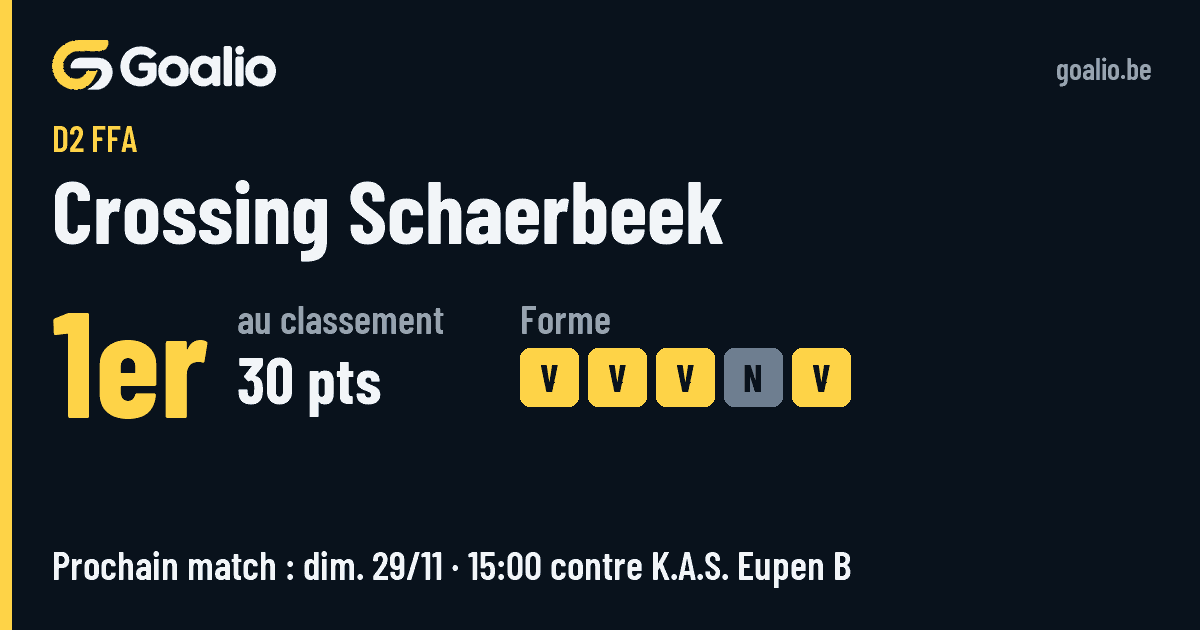 Goalio
goalio.be
D2 FFA
Crossing Schaerbeek
1er
au classement
30 pts
Forme
V V V N V
Prochain match : dim. 29/11 · 15:00 contre K.A.S. Eupen B